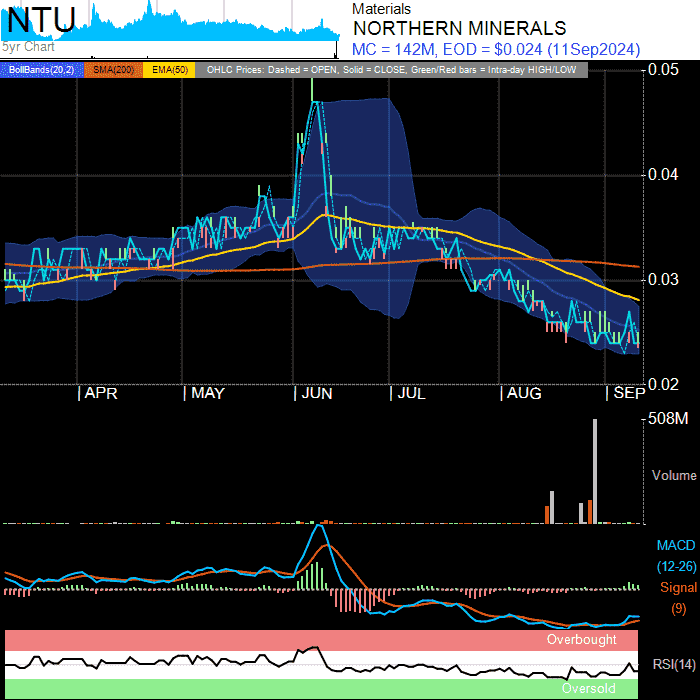 NTU
5yr Chart
Materials
NORTHERN MINERALS
MC = 142M, EOD = $0.024 (11Sep2024)
BollBands(20,2) SMA(200) EMA(50) OHLC Prices: Dashed = OPEN, Solid = CLOSE, Green/Red bars = Intra-day HIGH/LOW
0.05
0.04
0.03
0.02
| APR | MAY | JUN | JUL | AUG | SEP
508M
Volume
MACD
(12-26)
Signal
(9)
Overbought
RSI(14)
Oversold